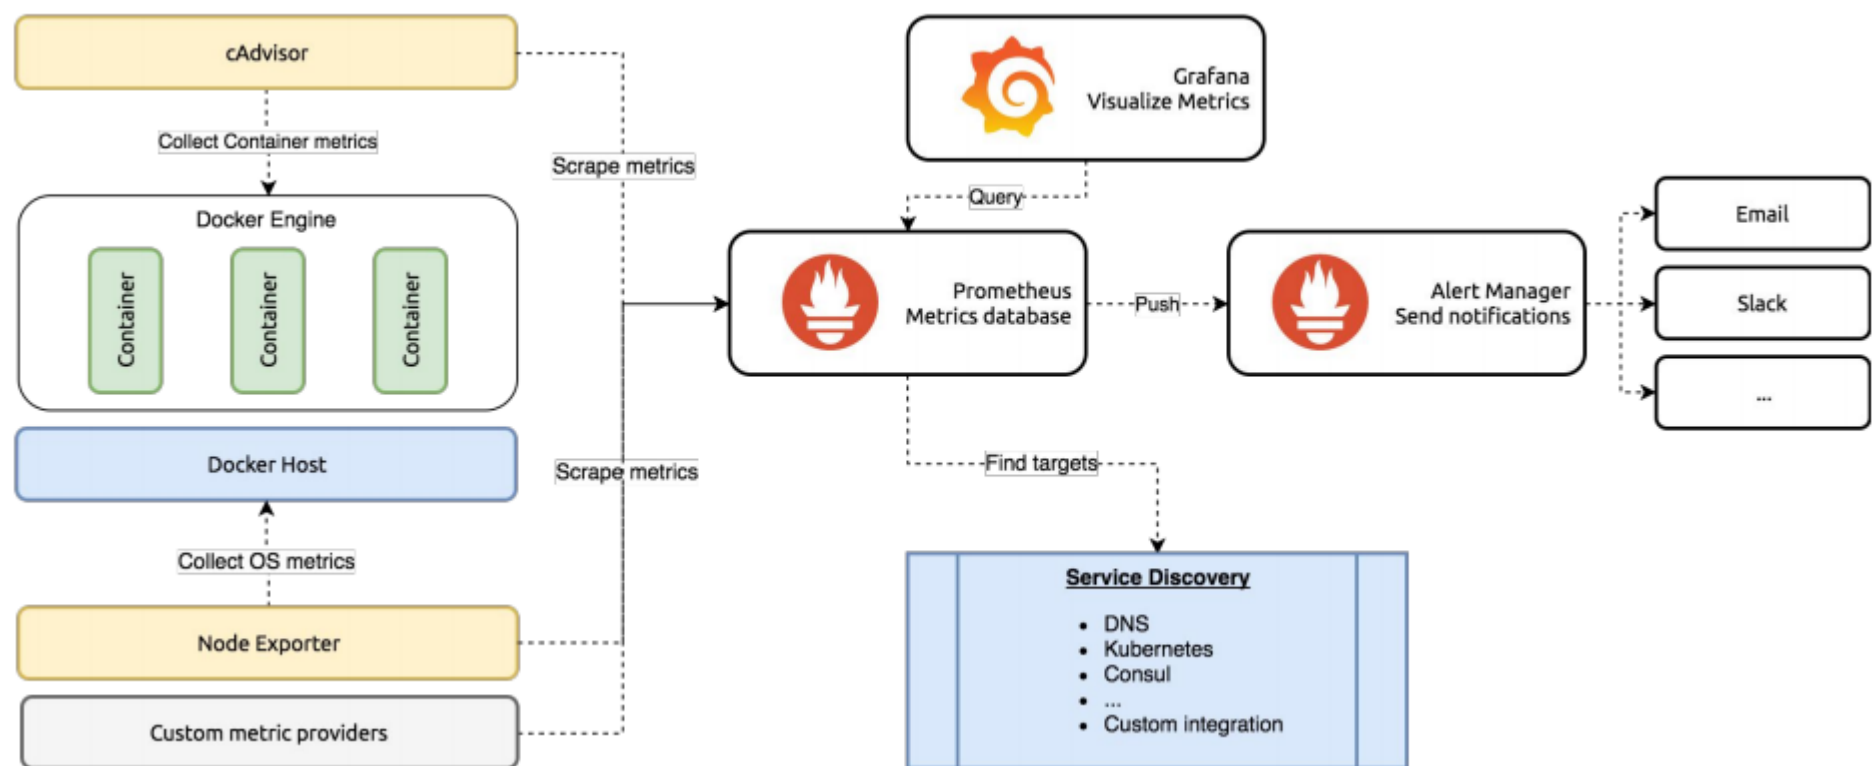 cAdvisor
Collect Container metrics
Docker Engine
Container
Container
Container
Docker Host
Collect OS metrics
Node Exporter
Custom metric providers
Scrape metrics
Scrape metrics
Grafana
Visualize Metrics
Query
Prometheus
Metrics database
Push
Alert Manager
Send notifications
Email
Slack
...
Find targets
Service Discovery
• DNS
• Kubernetes
• Consul
• ...
• Custom integration